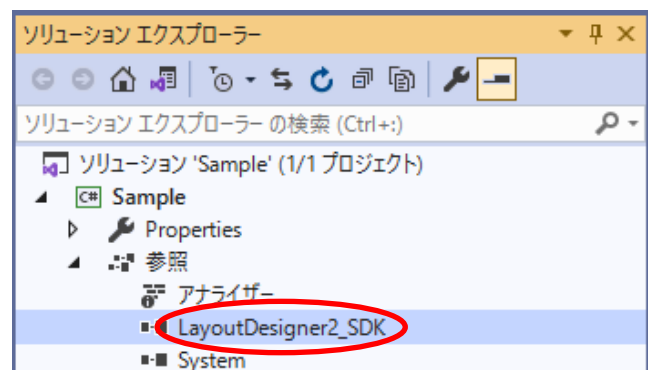 ソリューション エクスプローラー
ソリューション エクスプローラー の検索 (Ctrl+:)
ソリューション 'Sample' (1/1 プロジェクト)
C# Sample
Properties
参照
アナライザー
LayoutDesigner2_SDK
System